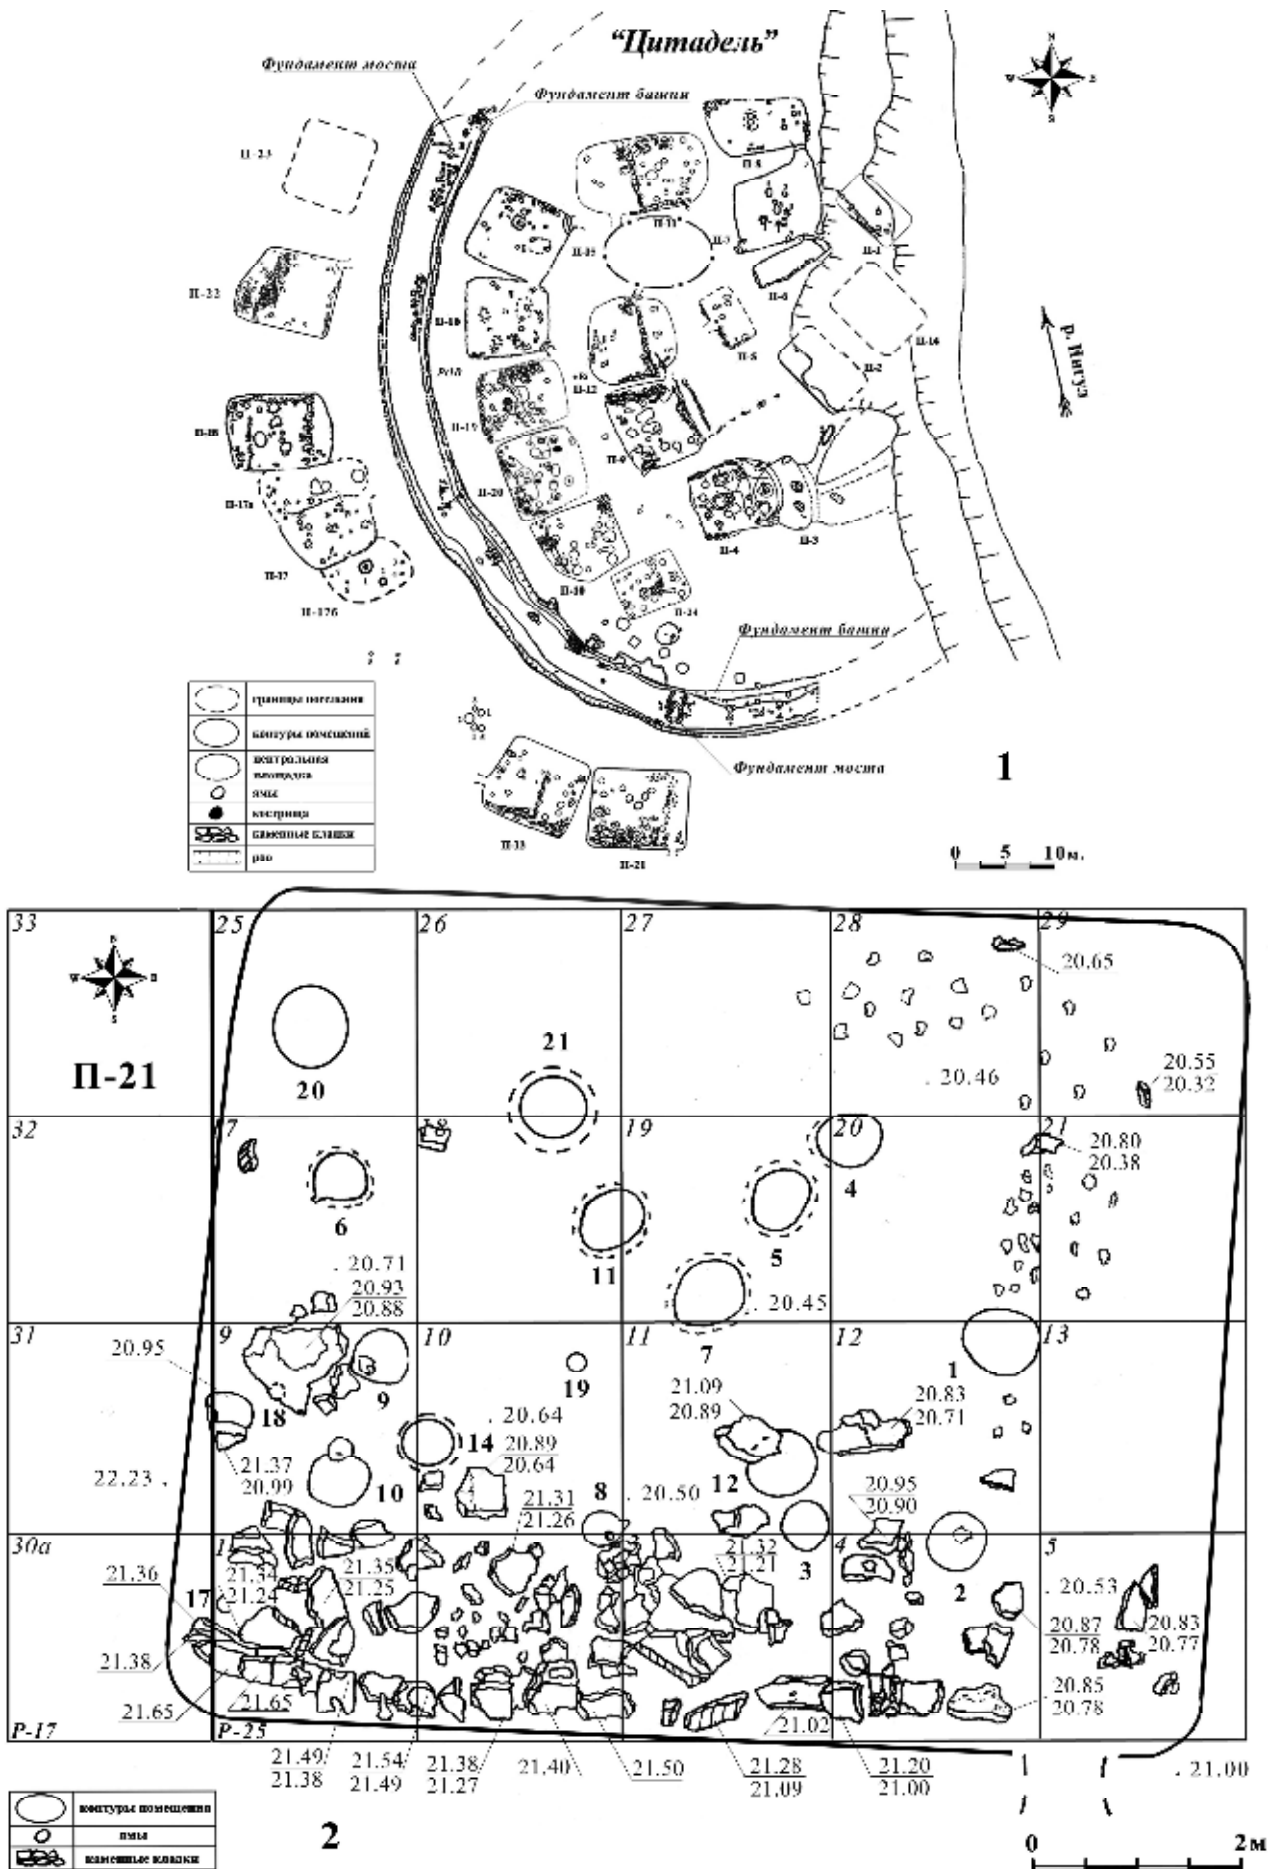 “Цитадель”
Фундамент моста
Фундамент башни
N
W
E
S
П-23
П-8
П-11
П-15
П-7
П-1
П-6
П-22
П-10
П-14
П-5
П-2
р. Ингул
П-12
П-19
П-18
П-9
П-20
П-17а
П-4
П-3
П-17
П-17б
П-24
Фундамент башни
Фундамент моста
границы поселения
контуры помещений
центральная
площадка
ямы
кострища
каменные кладки
ров
П-13
П-21
1
0 5 10м.
33 25 26 27 28 29
N
W
E
S
П-21
20
21
20.65
20.46
20.55
20.32
32 19 20
4
20.80
20.38
6
11
5
7
20.71
20.93
20.88
20.45
31 9 10 11 12 13
20.95
18
9
19
1
21.09
20.89
20.83
20.71
20.64
14
20.89
20.64
22.23
21.37
20.99
10
12
8
20.50
21.31
21.26
20.95
20.90
30а 4 5
3
2
21.36
17
21.34
21.24
21.35
21.25
21.32
21.21
20.53
20.87
20.78
20.83
20.77
21.38
21.65
21.65
20.85
20.78
21.02
Р-17 Р-25
21.49
21.38
21.54
21.49
21.38
21.27
21.40
21.50
21.28
21.09
21.20
21.00
21.00
контуры помещения
ямы
каменные кладки
2
0 2м